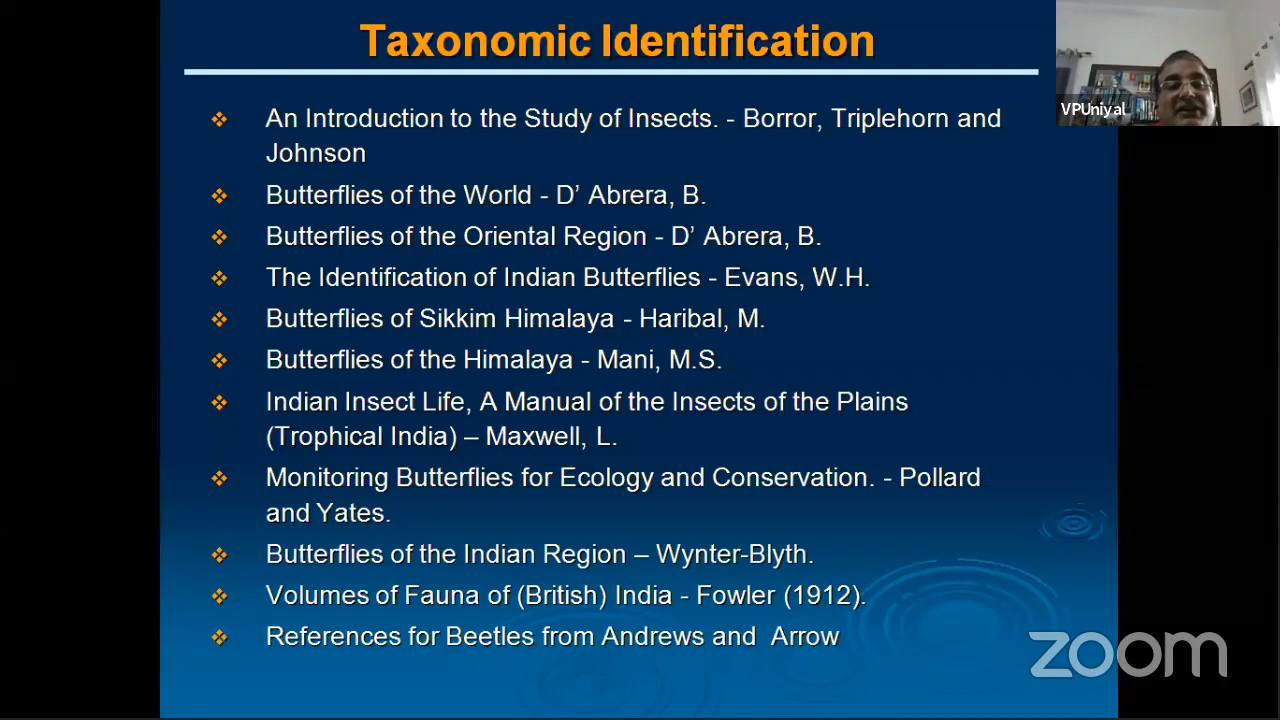 Taxonomic Identification
VPUniyal
An Introduction to the Study of Insects. - Borror, Triplehorn and
Johnson
Butterflies of the World - D’ Abrera, B.
Butterflies of the Oriental Region - D’ Abrera, B.
The Identification of Indian Butterflies - Evans, W.H.
Butterflies of Sikkim Himalaya - Haribal, M.
Butterflies of the Himalaya - Mani, M.S.
Indian Insect Life, A Manual of the Insects of the Plains
(Trophical India) – Maxwell, L.
Monitoring Butterflies for Ecology and Conservation. - Pollard
and Yates.
Butterflies of the Indian Region – Wynter-Blyth.
Volumes of Fauna of (British) India - Fowler (1912).
References for Beetles from Andrews and Arrow
zoom